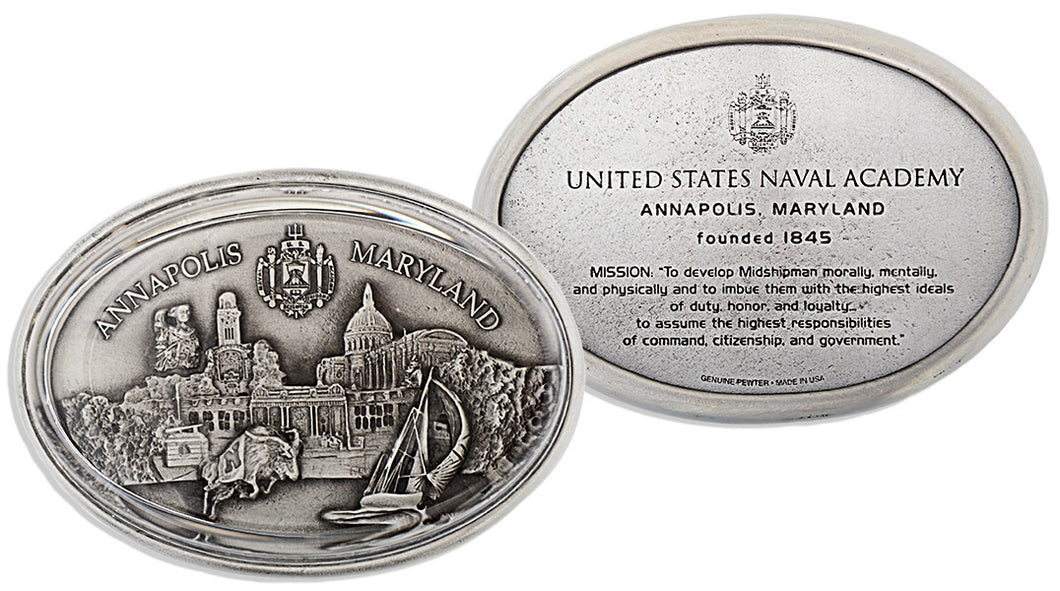 ANNAPOLIS MARYLAND
UNITED STATES NAVAL ACADEMY
ANNAPOLIS, MARYLAND
founded 1845
MISSION: "To develop Midshipman morally, mentally,
and physically and to imbue them with the highest ideals
of duty, honor, and loyalty...
to assume the highest responsibilities
of command, citizenship, and government."
GENUINE PEWTER • MADE IN USA